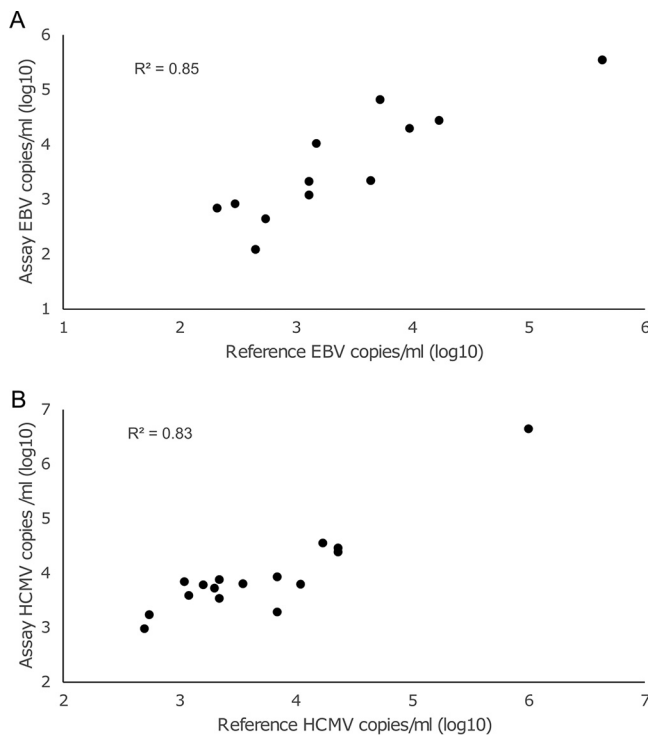 A
6
R² = 0.85
5
4
3
2
1
Assay EBV copies/ml (log10)
1 2 3 4 5 6
Reference EBV copies/ml (log10)
B
7
R² = 0.83
6
5
4
3
2
Assay HCMV copies /ml (log10)
2 3 4 5 6 7
Reference HCMV copies/ml (log10)